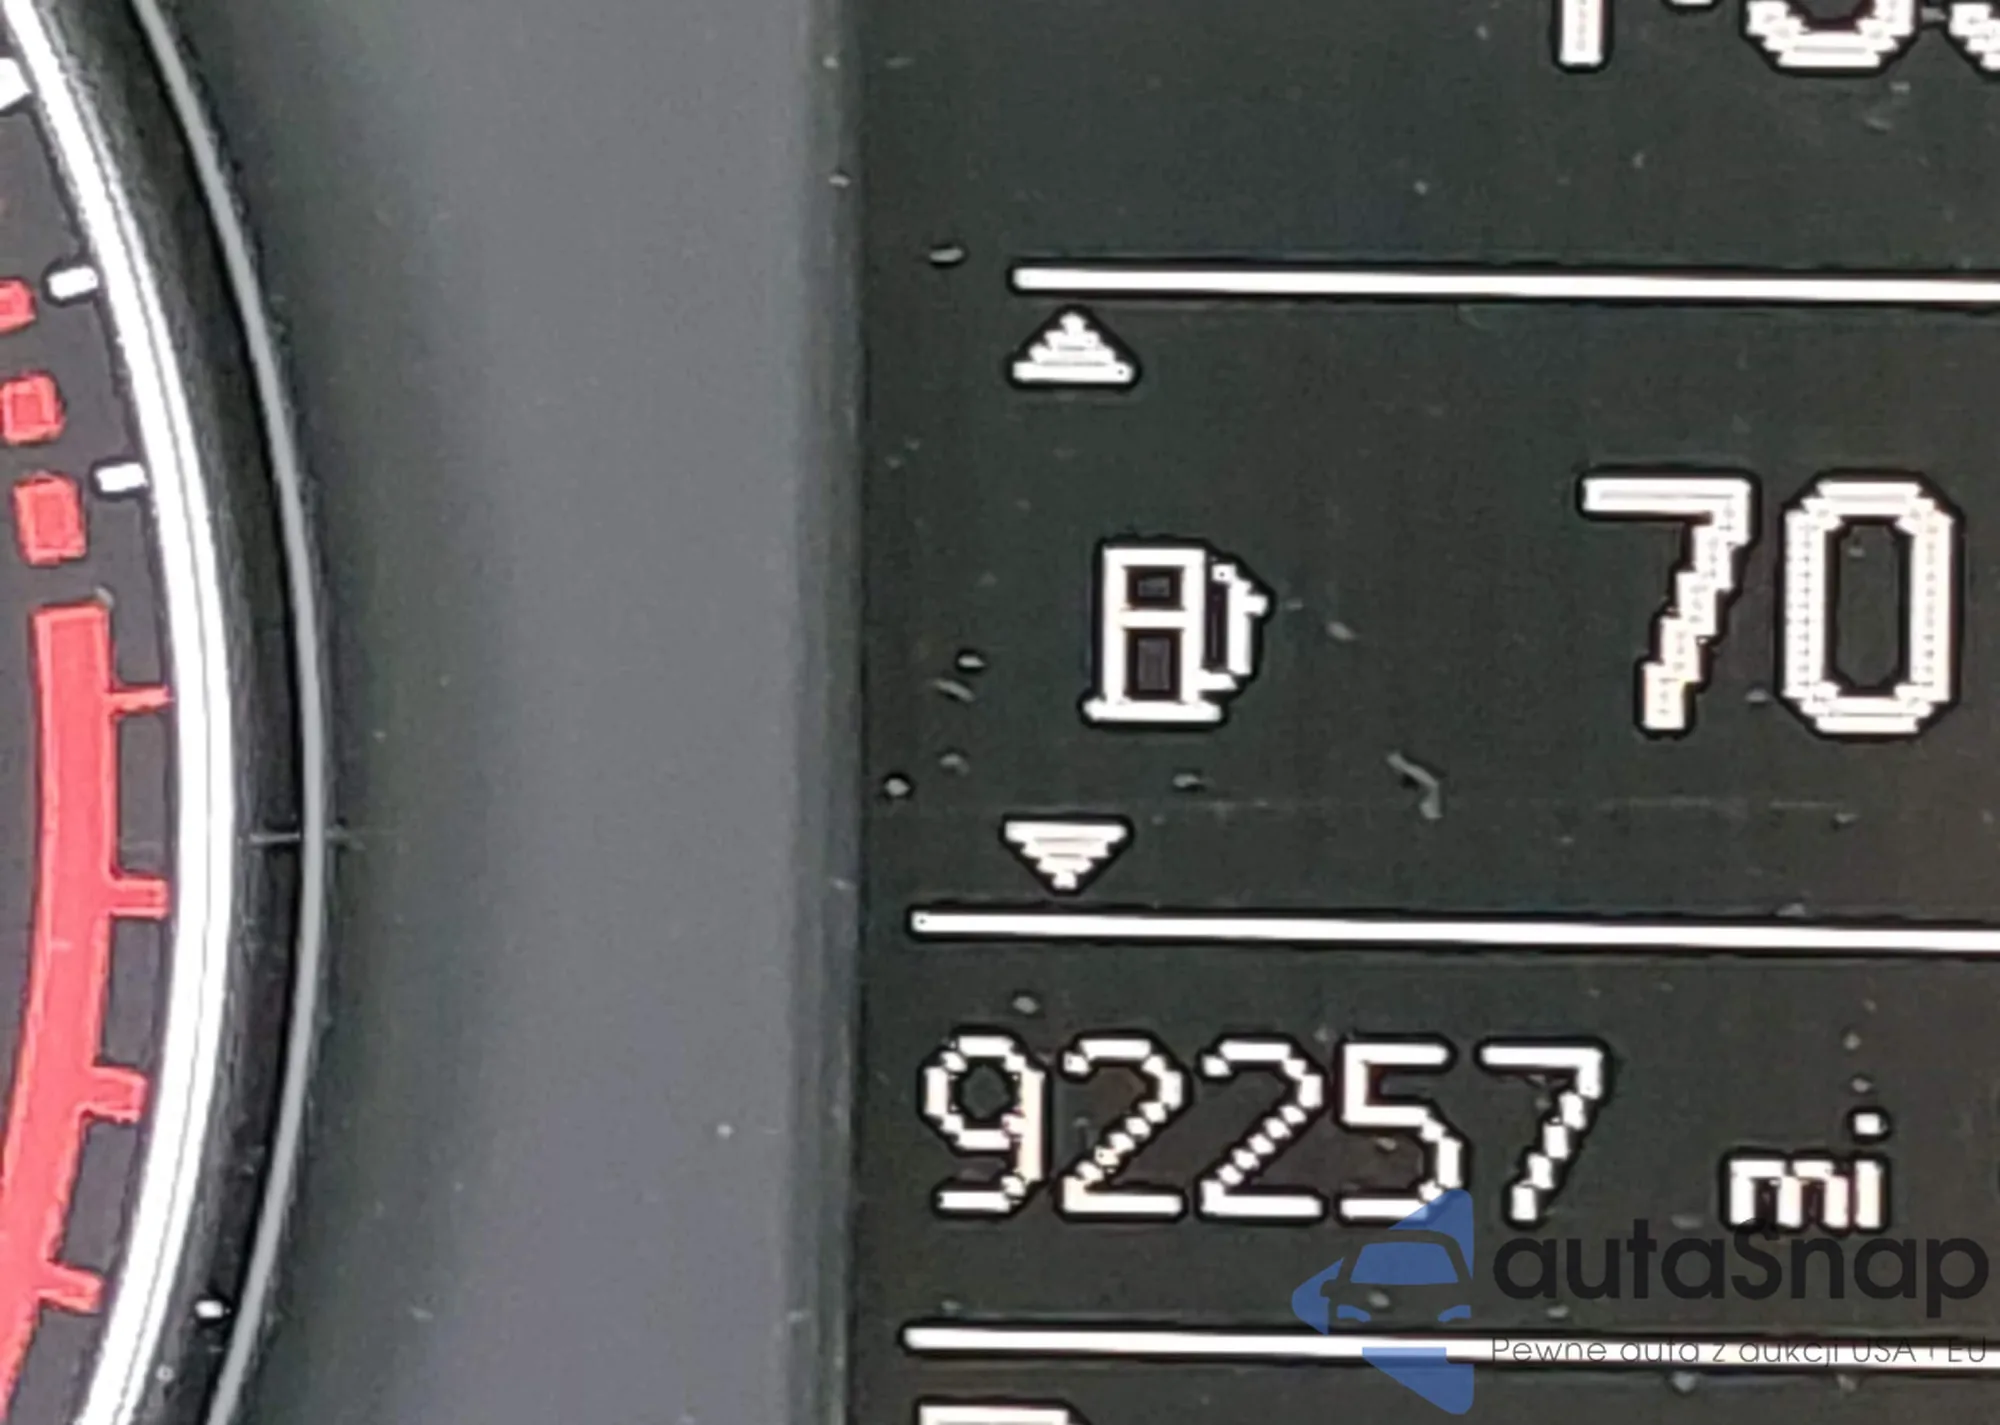 70
92257 mi
autaSnap
Pewne auta z aukcji USA i EU